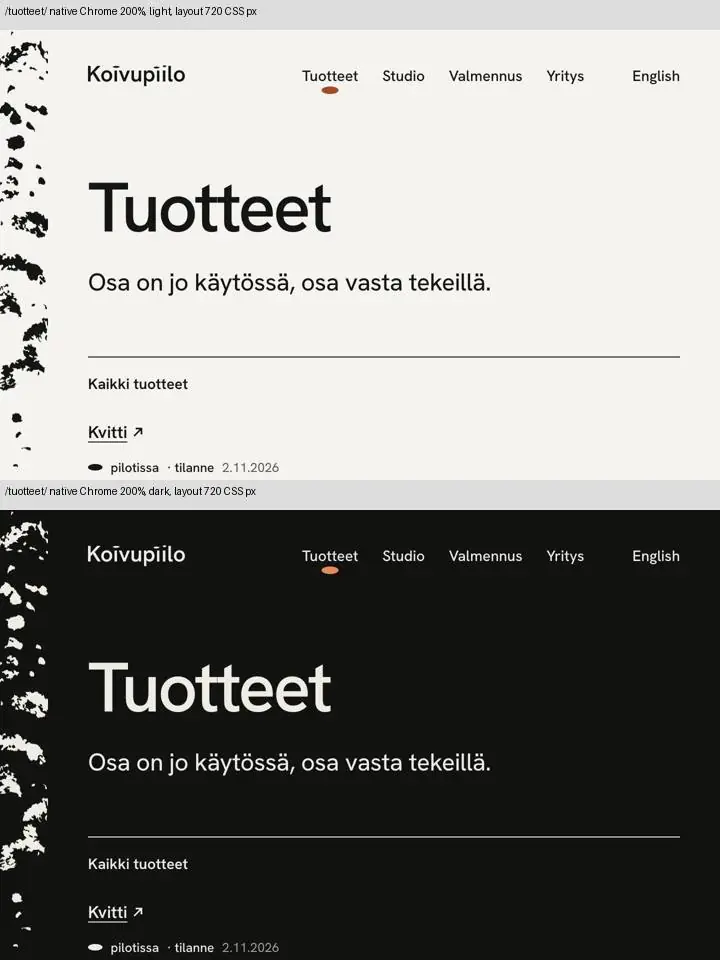 /tuotteet/ native Chrome 200%, light, layout 720 CSS px
Koīvupīīlo
Tuotteet Studio Valmennus Yritys English
Tuotteet
Osa on jo käytössä, osa vasta tekeillä.
Kaikki tuotteet
Kvitti ↗
pilotissa · tilanne 2.11.2026
/tuotteet/ native Chrome 200%, dark, layout 720 CSS px
Koīvupīīlo
Tuotteet Studio Valmennus Yritys English
Tuotteet
Osa on jo käytössä, osa vasta tekeillä.
Kaikki tuotteet
Kvitti ↗
pilotissa · tilanne 2.11.2026